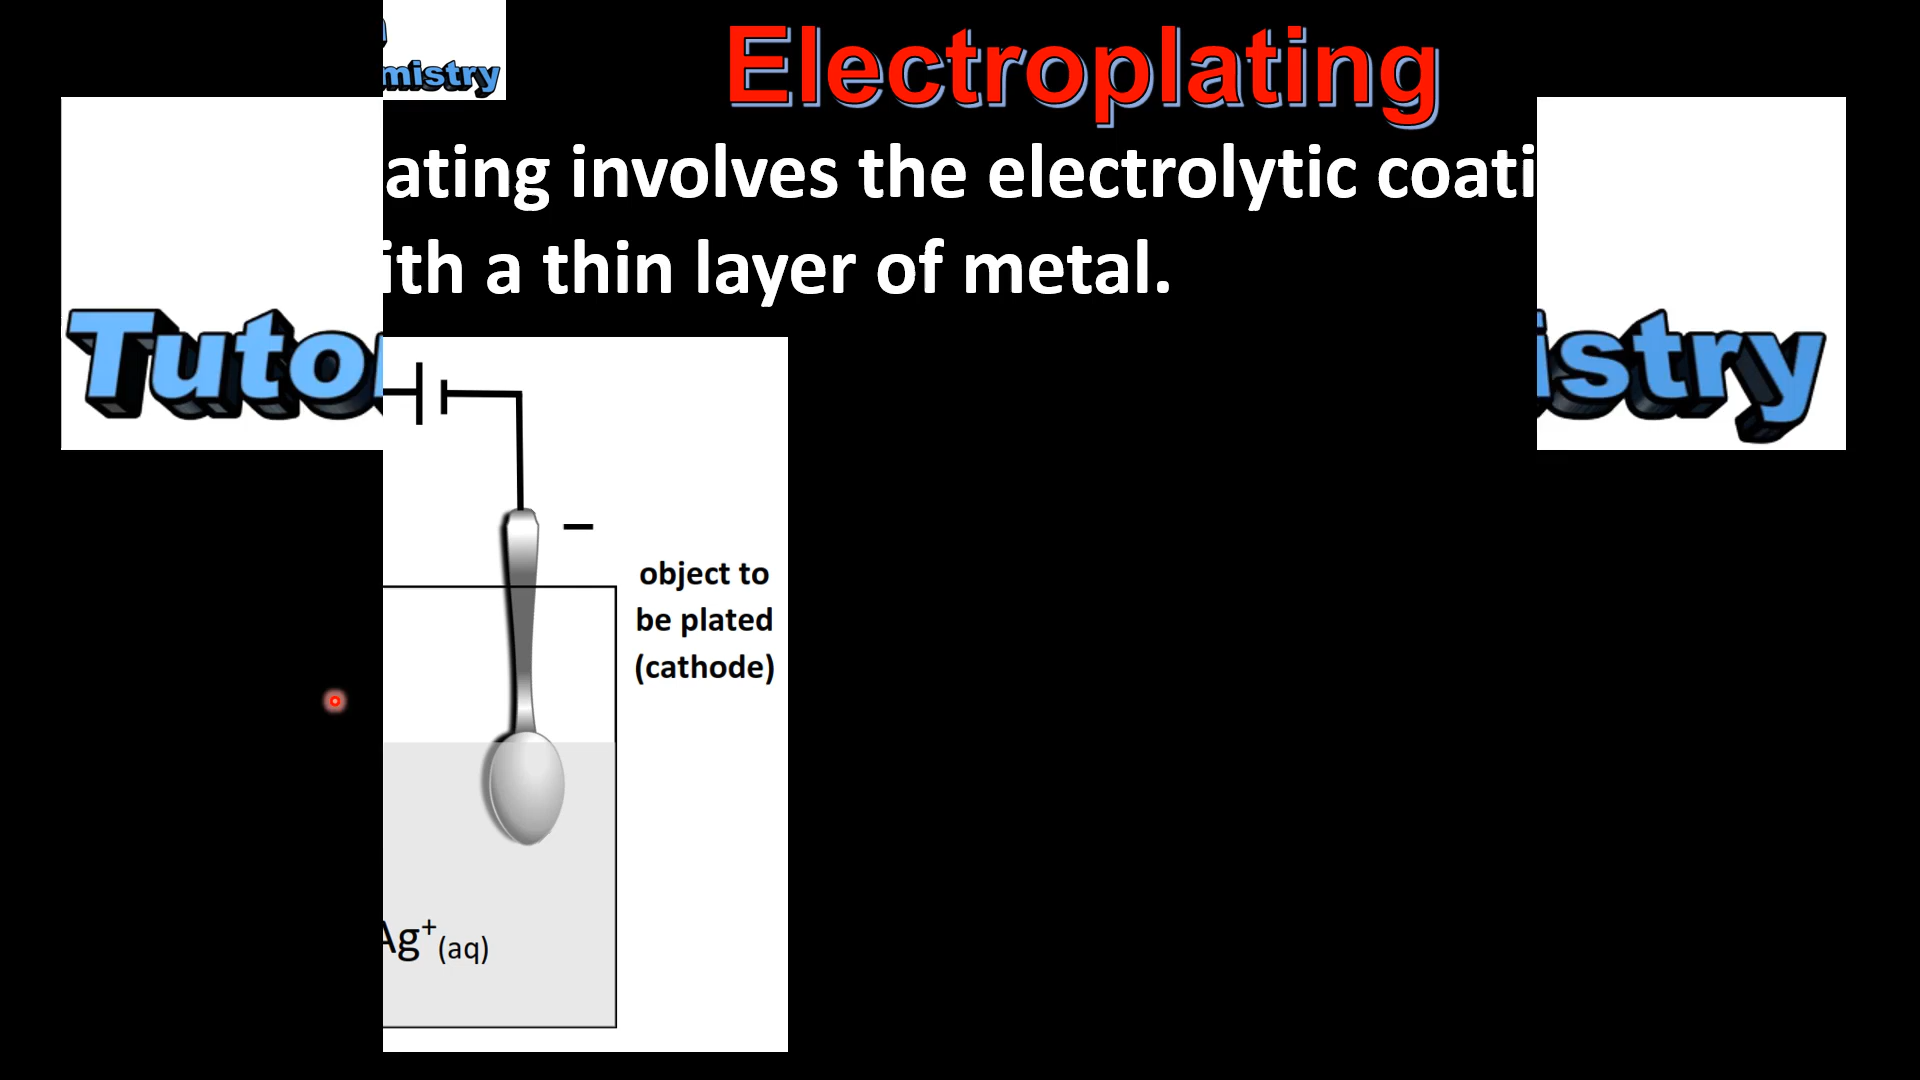 mistry
Electroplating
ating involves the electrolytic coati
ith a thin layer of metal.
Tuto
istry
–
object to
be plated
(cathode)
Ag⁺(aq)